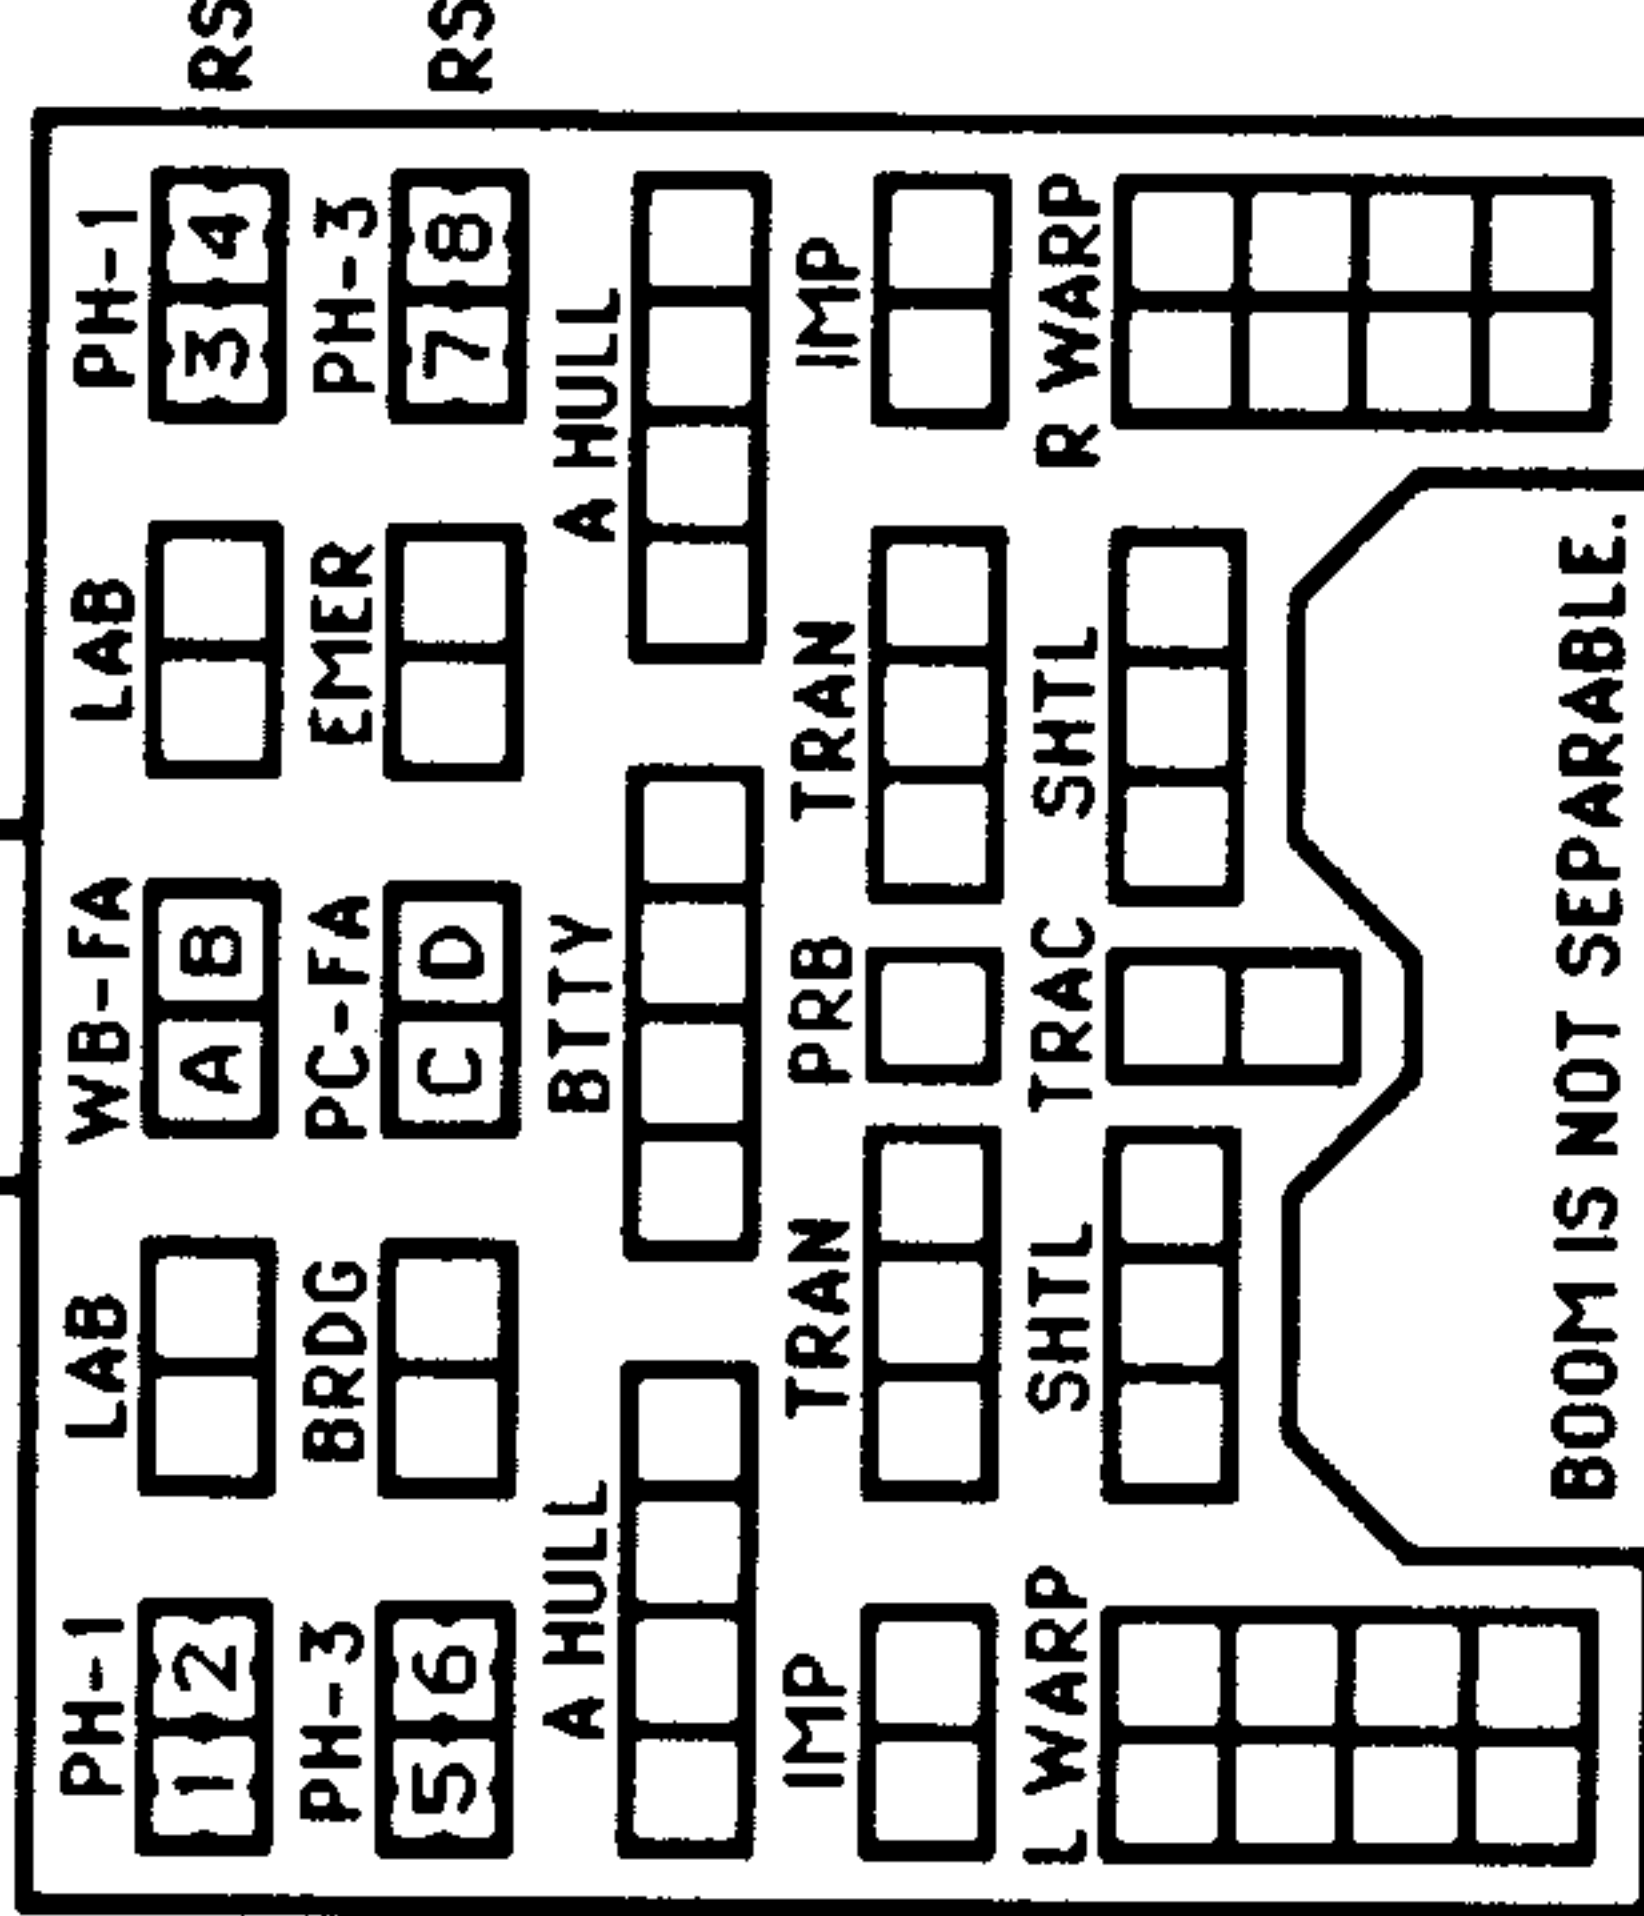 PH-1 LAB WB-FA LAB PH-1
1 2 A B 3 4 RS
PH-3 BRDG PC-FA EMER PH-3
5 6 C D 7 8 RS
A HULL BTTY A HULL
IMP TRAN PRB TRAN IMP
L WARP SHTL TRAC SHTL R WARP
BOOM IS NOT SEPARABLE.